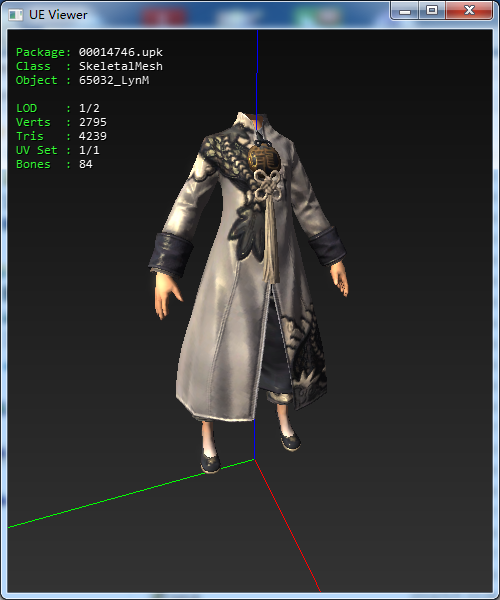 UE Viewer
Package: 00014746.upk
Class : SkeletalMesh
Object : 65032_LynM
LOD : 1/2
Verts : 2795
Tris : 4239
UV Set : 1/1
Bones : 84